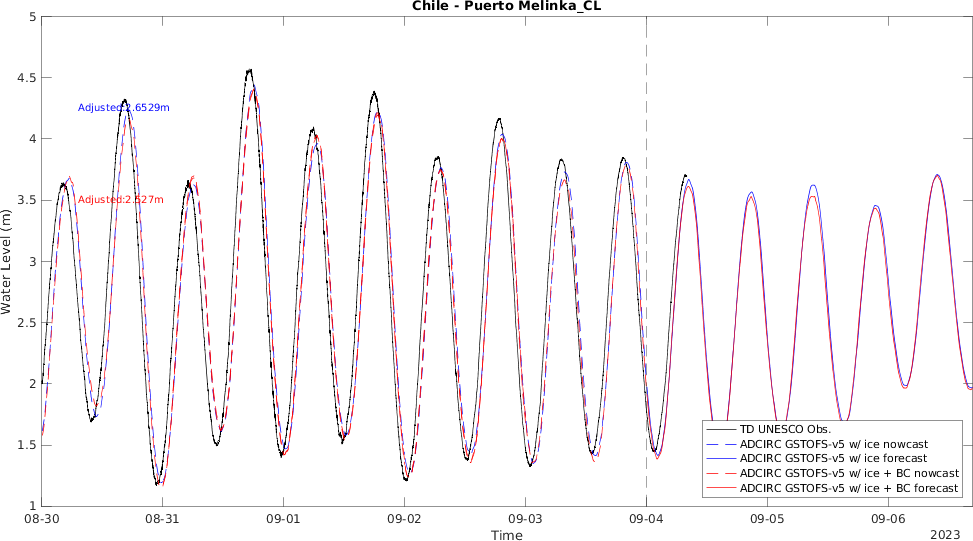 Chile - Puerto Melinka_CL
5
4.5
4
3.5
3
2.5
2
1.5
1
Water Level (m)
Adjusted:2.6529m
Adjusted:2.527m
TD UNESCO Obs.
ADCIRC GSTOFS-v5 w/ ice nowcast
ADCIRC GSTOFS-v5 w/ ice forecast
ADCIRC GSTOFS-v5 w/ ice + BC nowcast
ADCIRC GSTOFS-v5 w/ ice + BC forecast
08-30 08-31 09-01 09-02 09-03 09-04 09-05 09-06
Time
2023